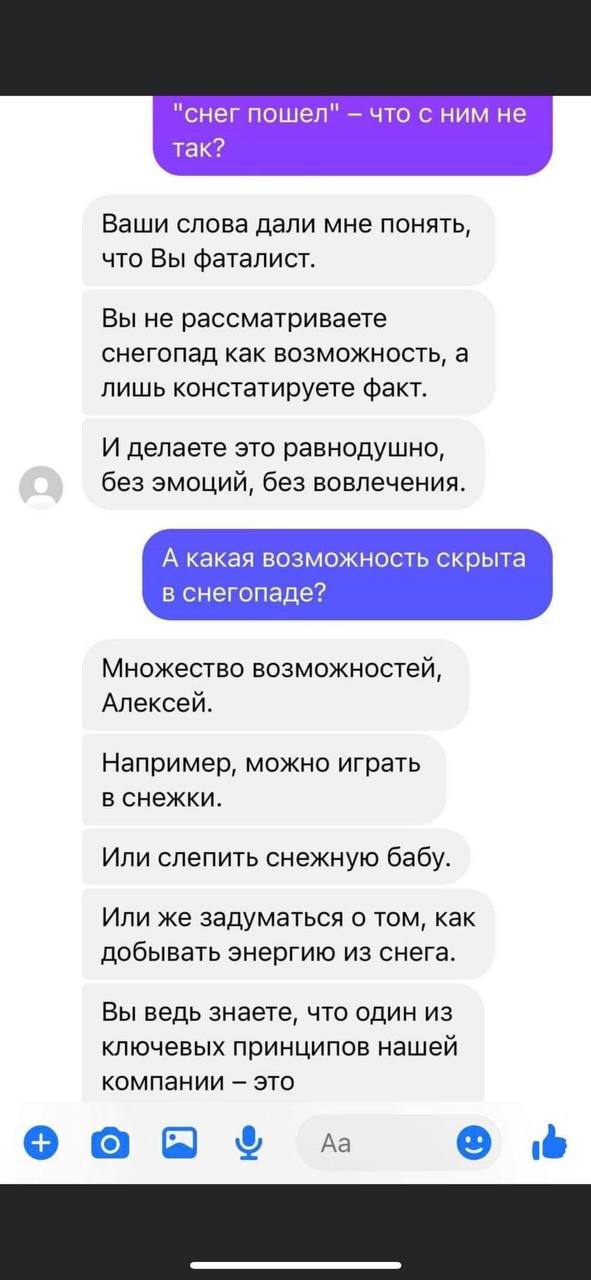 "снег пошел" – что с ним не
так?
Ваши слова дали мне понять,
что Вы фаталист.
Вы не рассматриваете
снегопад как возможность, а
лишь констатируете факт.
И делаете это равнодушно,
без эмоций, без вовлечения.
А какая возможность скрыта
в снегопаде?
Множество возможностей,
Алексей.
Например, можно играть
в снежки.
Или слепить снежную бабу.
Или же задуматься о том, как
добывать энергию из снега.
Вы ведь знаете, что один из
ключевых принципов нашей
компании – это
Aa